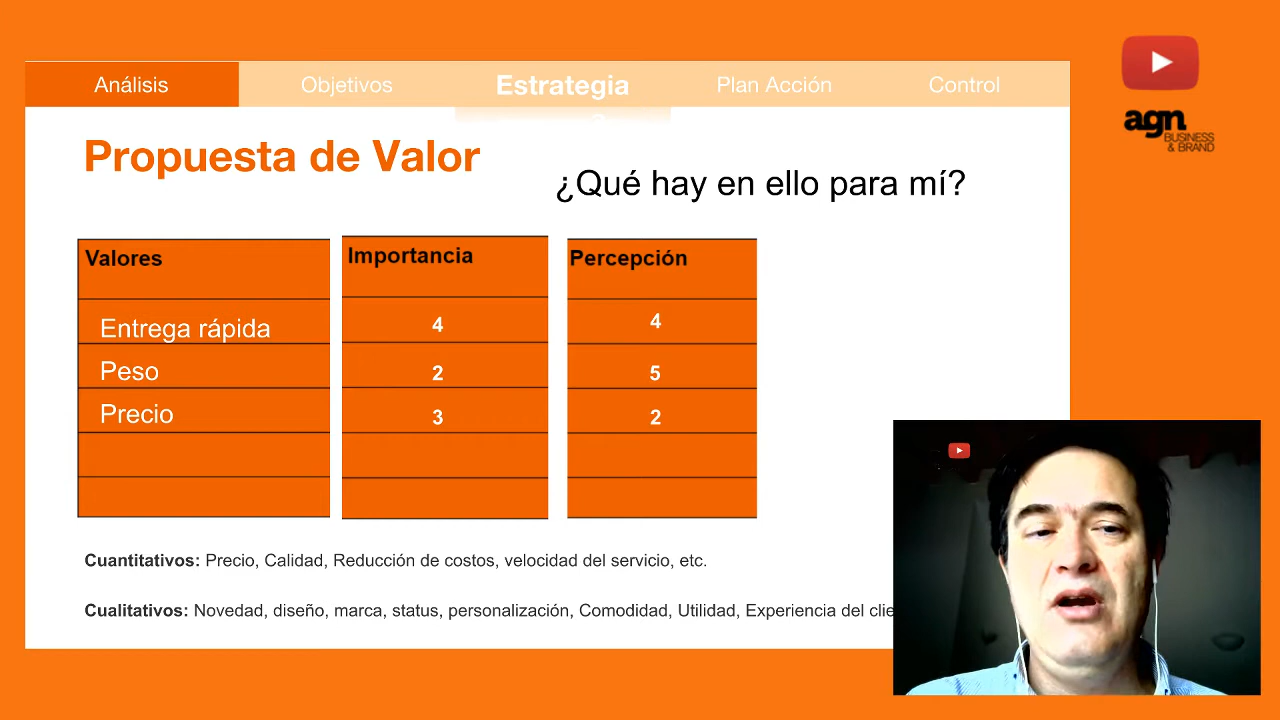 Análisis
Objetivos
Estrategia
Plan Acción
Control
agn
BUSINESS
& BRAND
Propuesta de Valor
¿Qué hay en ello para mí?
Valores Importancia Percepción
Entrega rápida 4 4
Peso 2 5
Precio 3 2
Cuantitativos: Precio, Calidad, Reducción de costos, velocidad del servicio, etc.
Cualitativos: Novedad, diseño, marca, status, personalización, Comodidad, Utilidad, Experiencia del